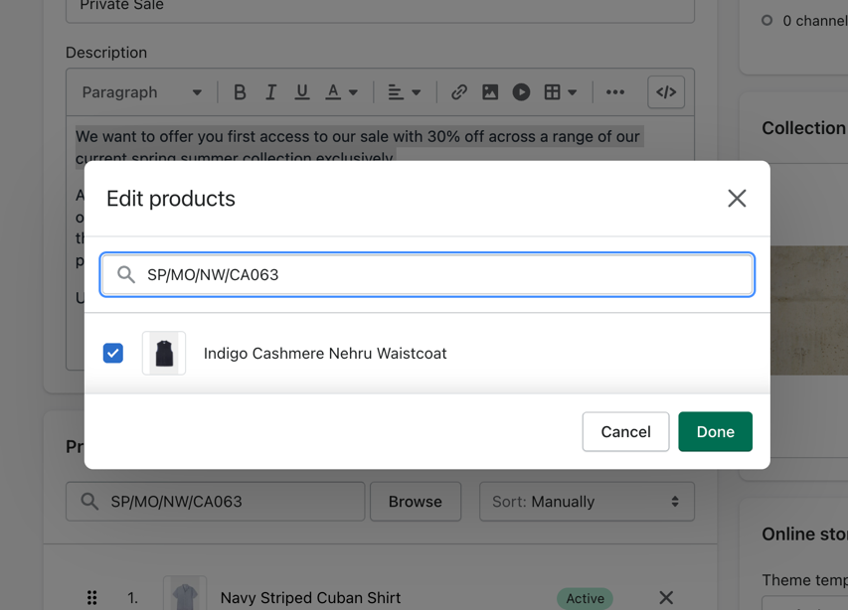 Private Sale
0 channel
Description
Paragraph
B I U A
We want to offer you first access to our sale with 30% off across a range of our
current spring summer collection exclusively.
Collection
Edit products
SP/MO/NW/CA063
Indigo Cashmere Nehru Waistcoat
Cancel
Done
Pr
SP/MO/NW/CA063
Browse
Sort: Manually
Online sto
Theme temp
1.
Navy Striped Cuban Shirt
Active